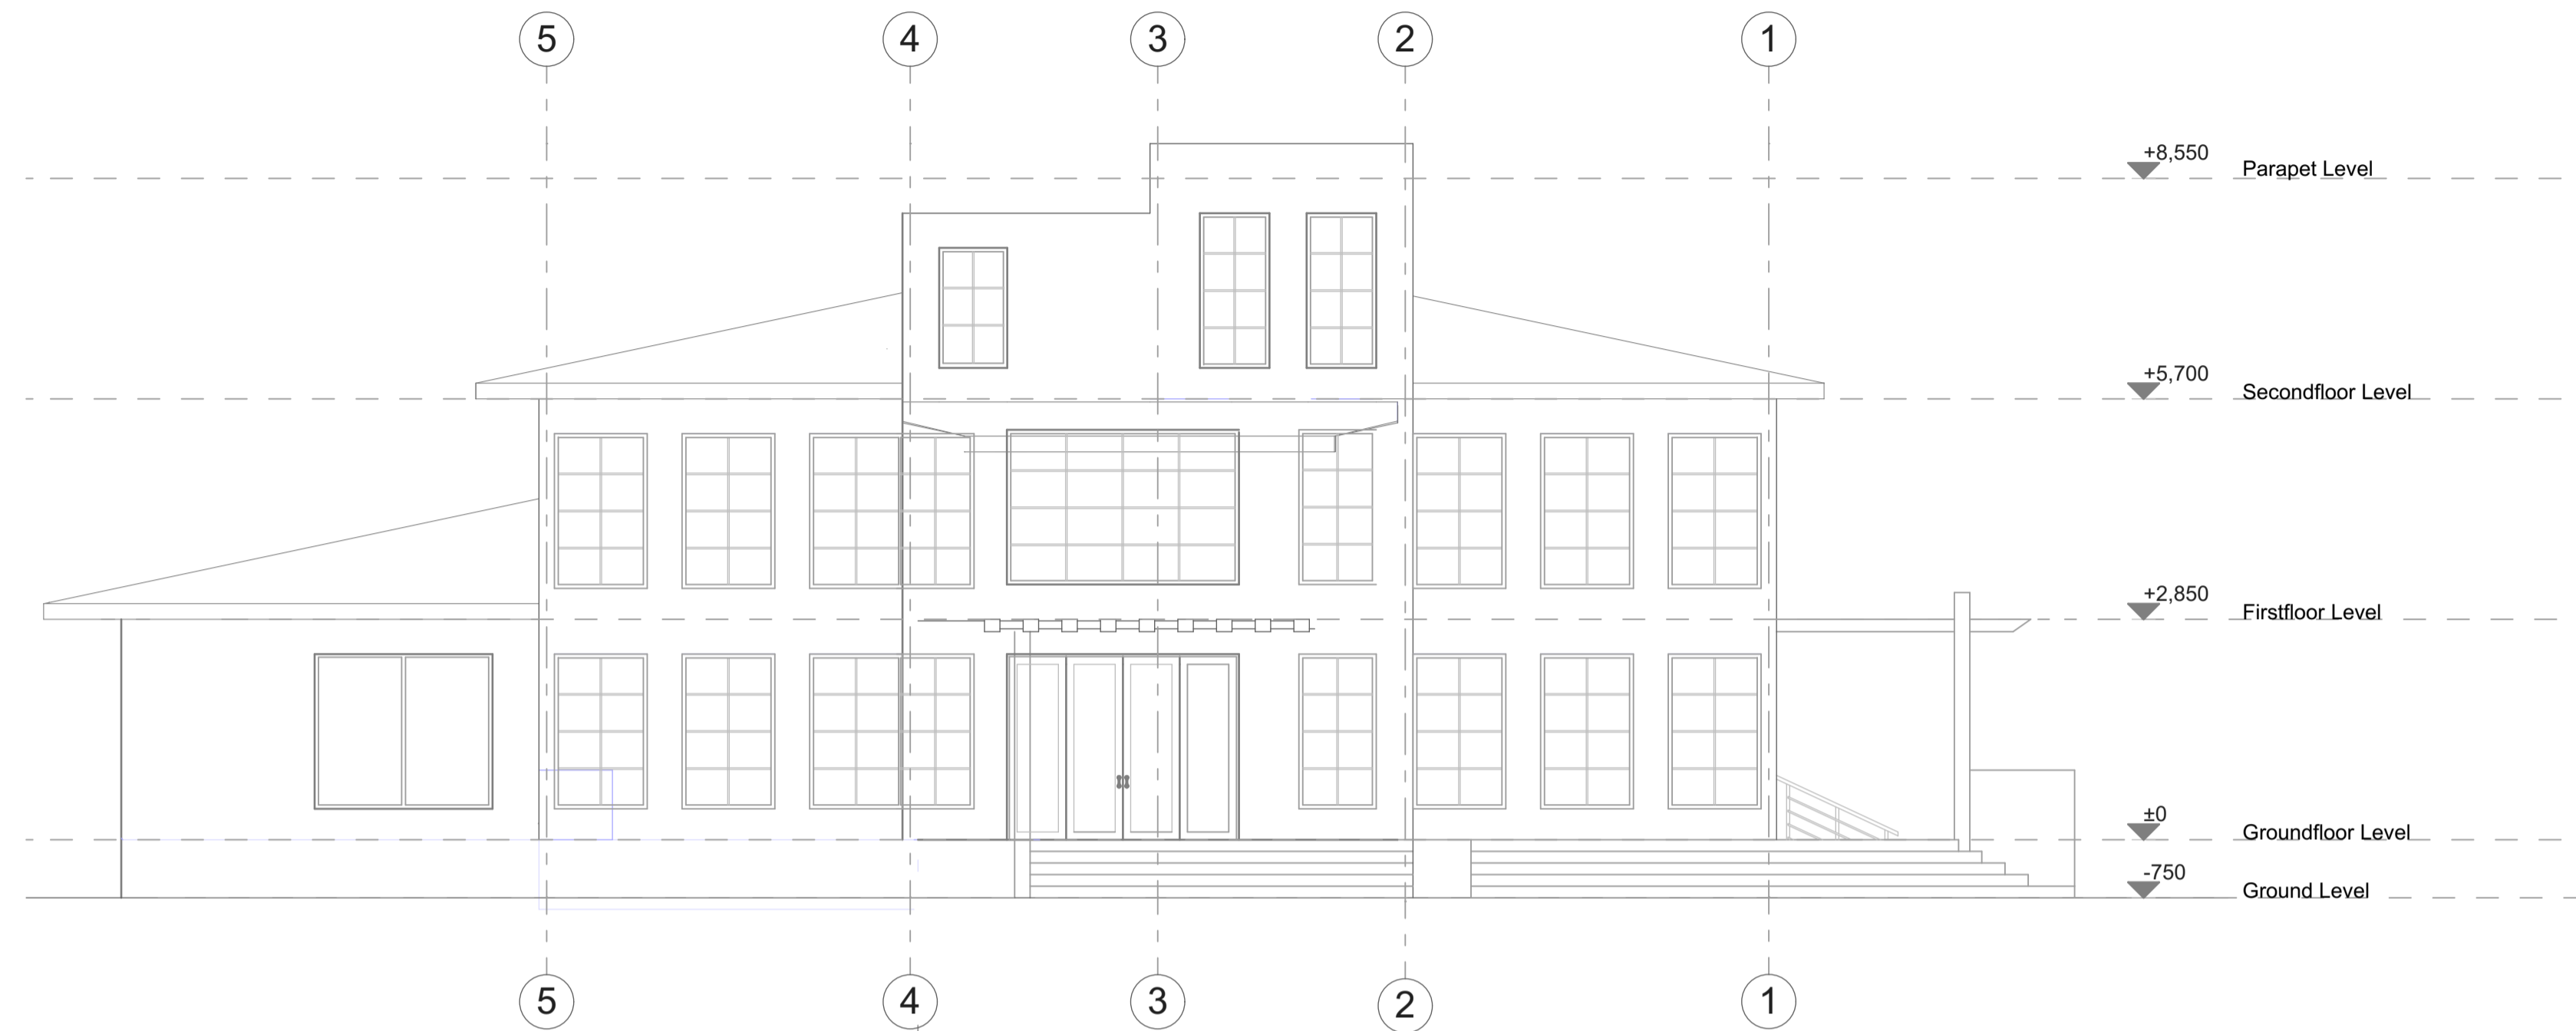 5 4 3 2 1
+8,550
Parapet Level
+5,700
Secondfloor Level
+2,850
Firstfloor Level
±0
Groundfloor Level
-750
Ground Level
5 4 3 2 1